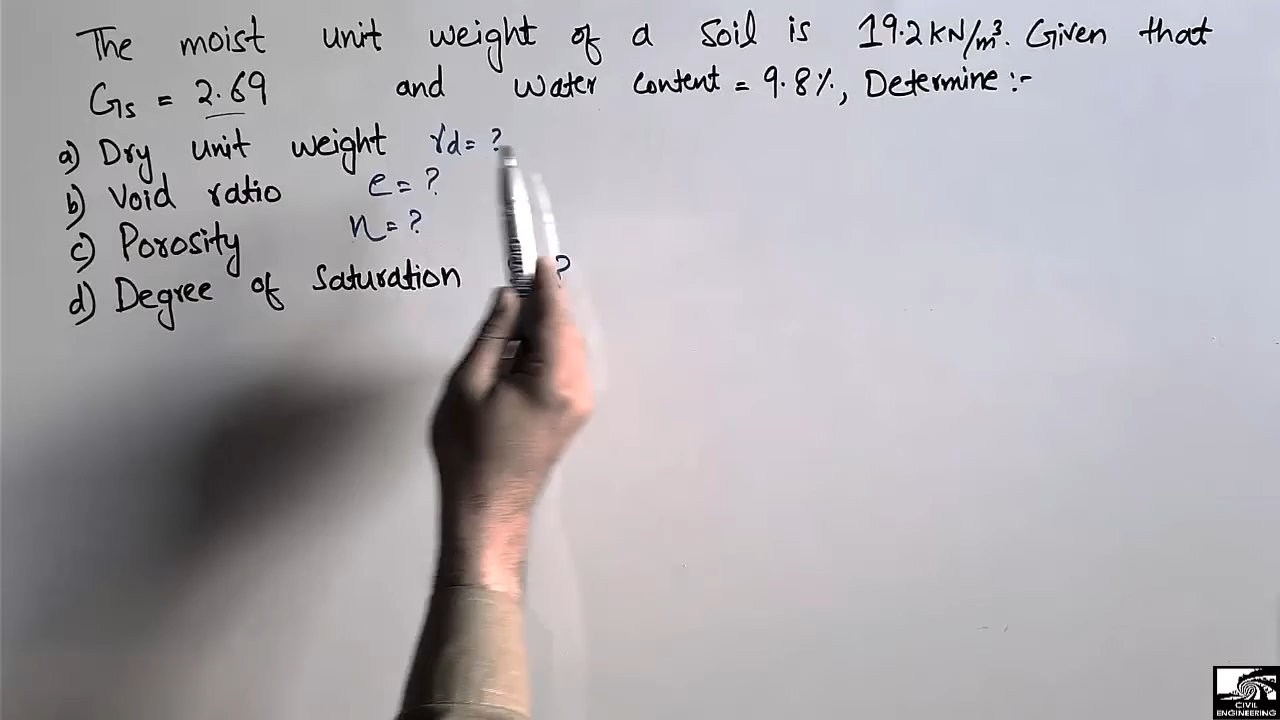 The moist unit weight of a soil is 19.2 kN/m³. Given that
Gs = 2.69 and water content = 9.8%, Determine :-
a) Dry unit weight γd = ?
b) Void ratio e = ?
c) Porosity n = ?
d) Degree of saturation ?
CIVIL
ENGINEERING